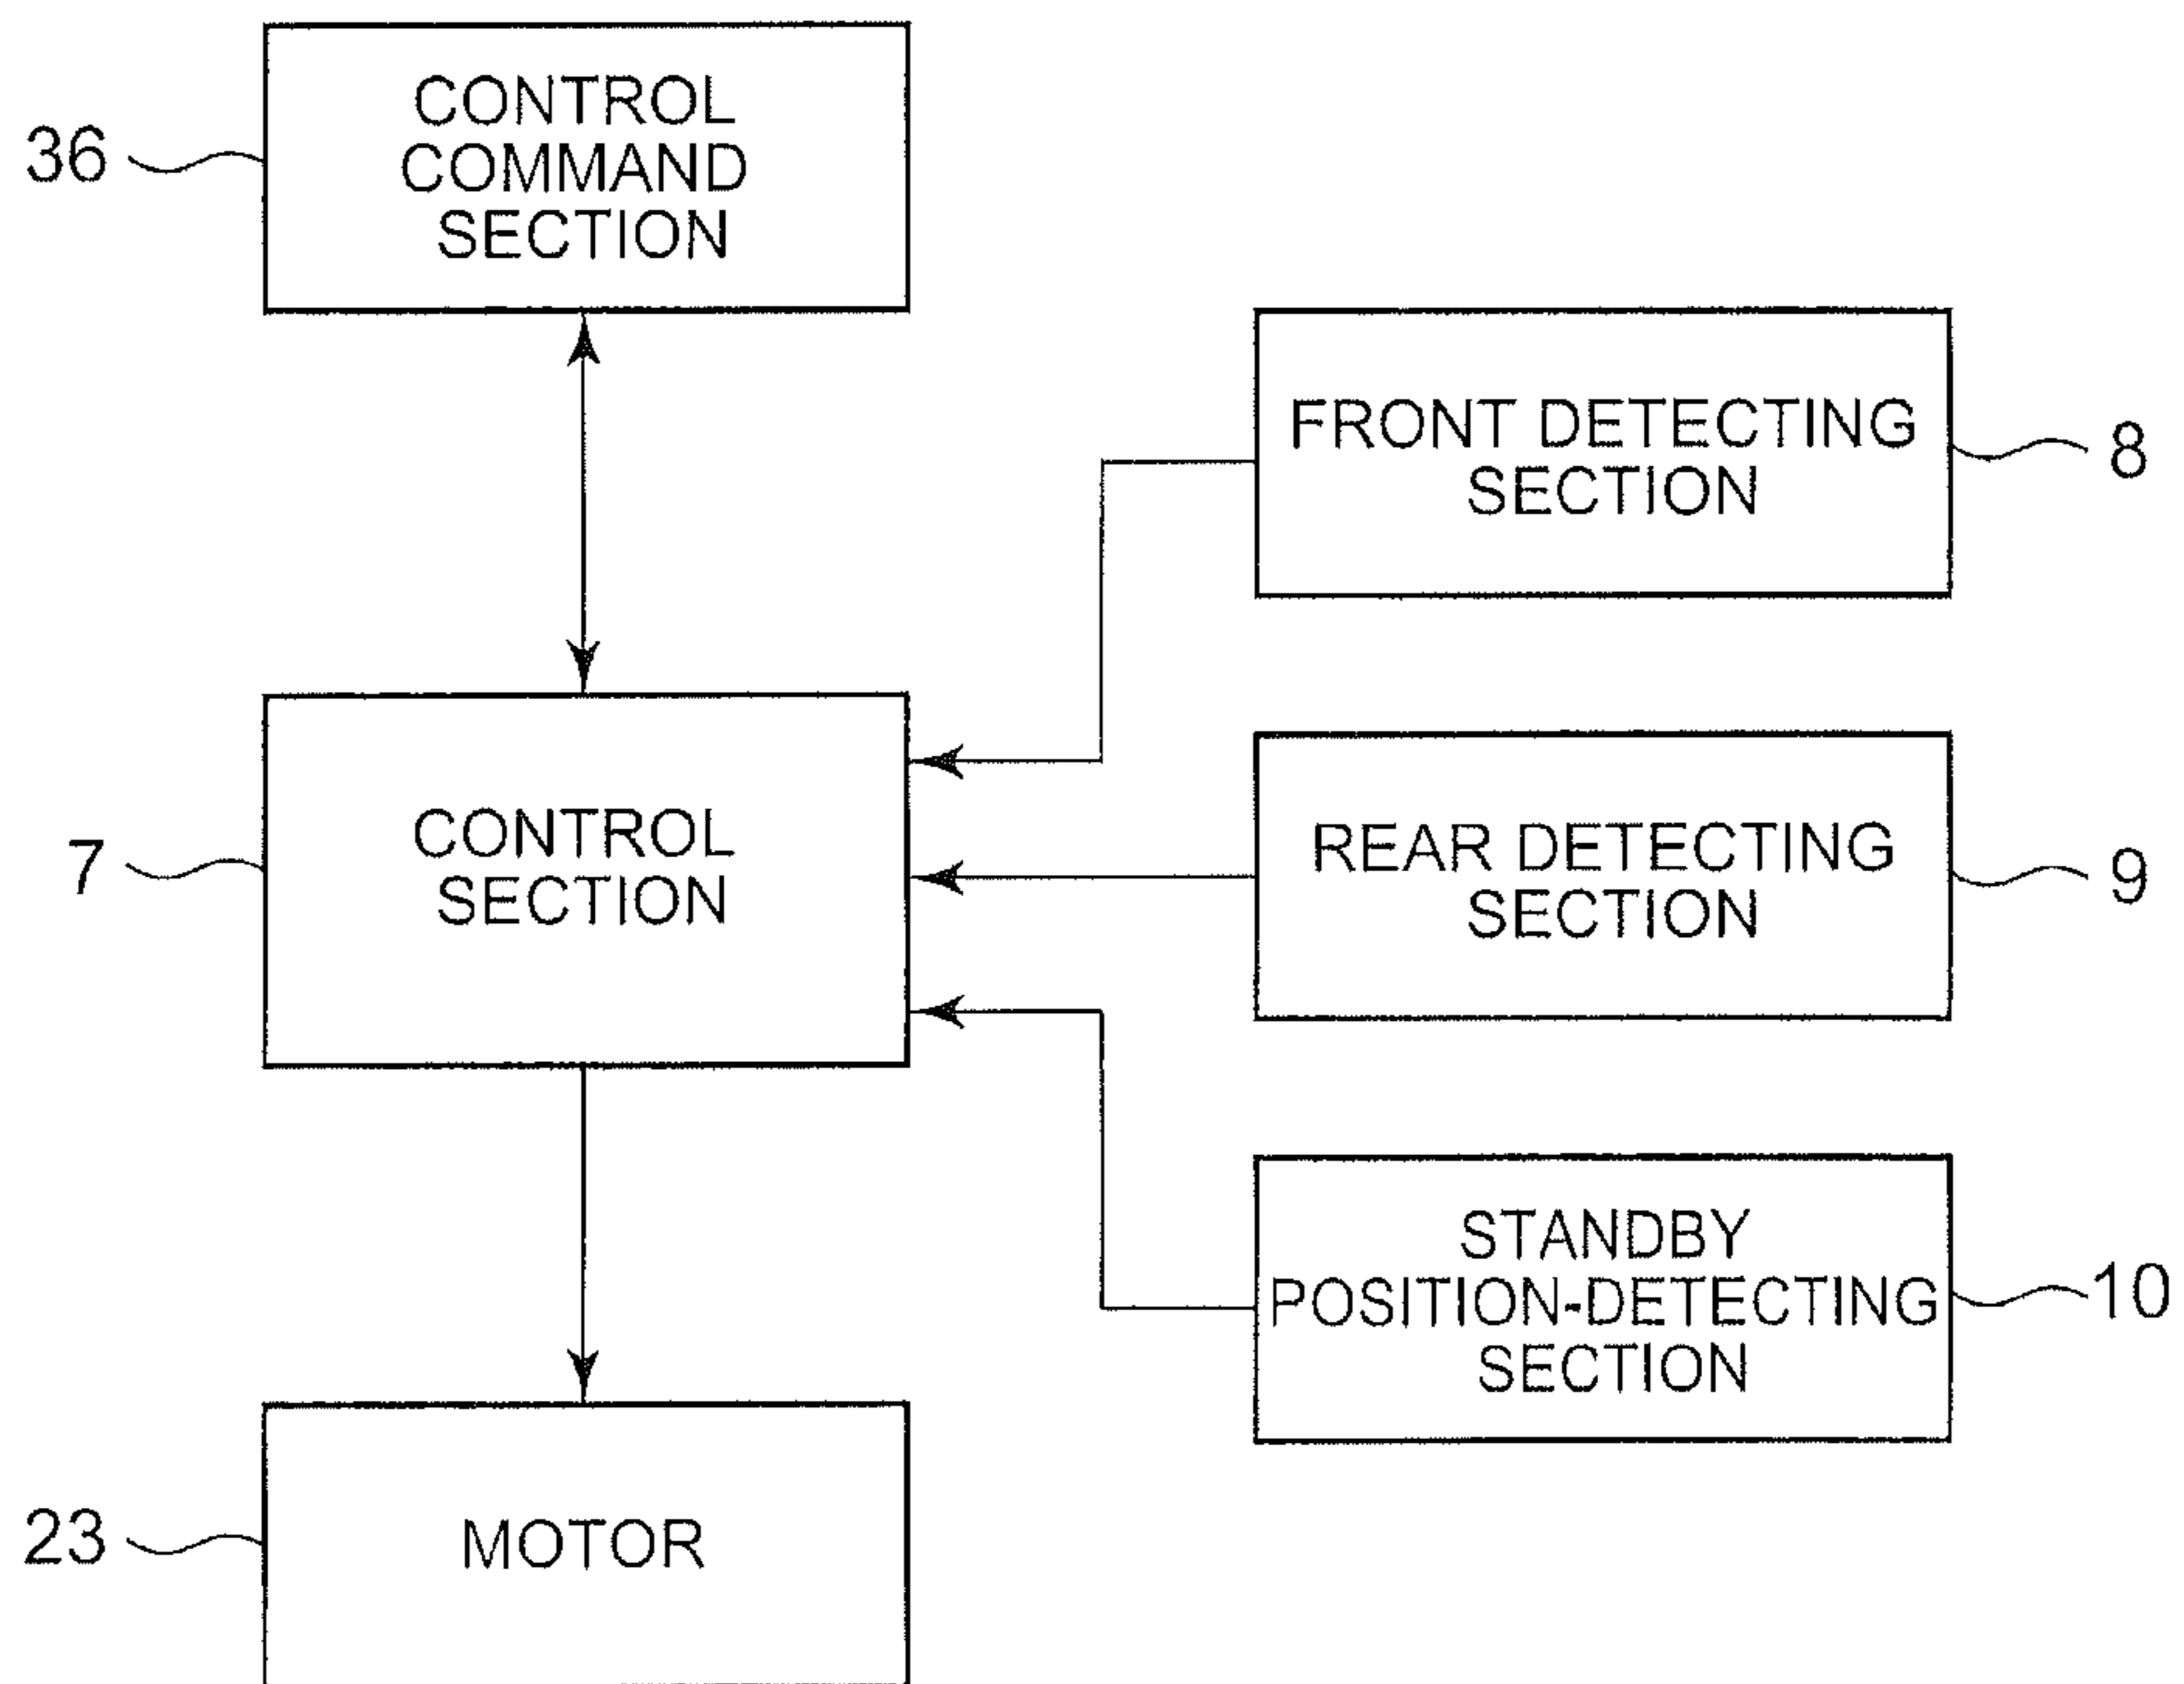 36
CONTROL
COMMAND
SECTION
FRONT DETECTING
SECTION
8
7
CONTROL
SECTION
REAR DETECTING
SECTION
9
STANDBY
POSITION-DETECTING
SECTION
10
23
MOTOR